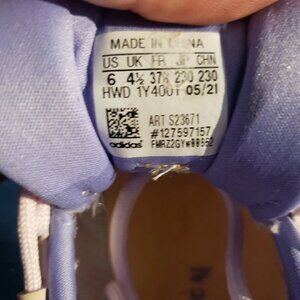 MADE IN CHINA
US UK FR JP CHN
6 4½ 37⅓ 230 230
HWD 1Y4001 05/21
ART S23671
#127597157
adidas